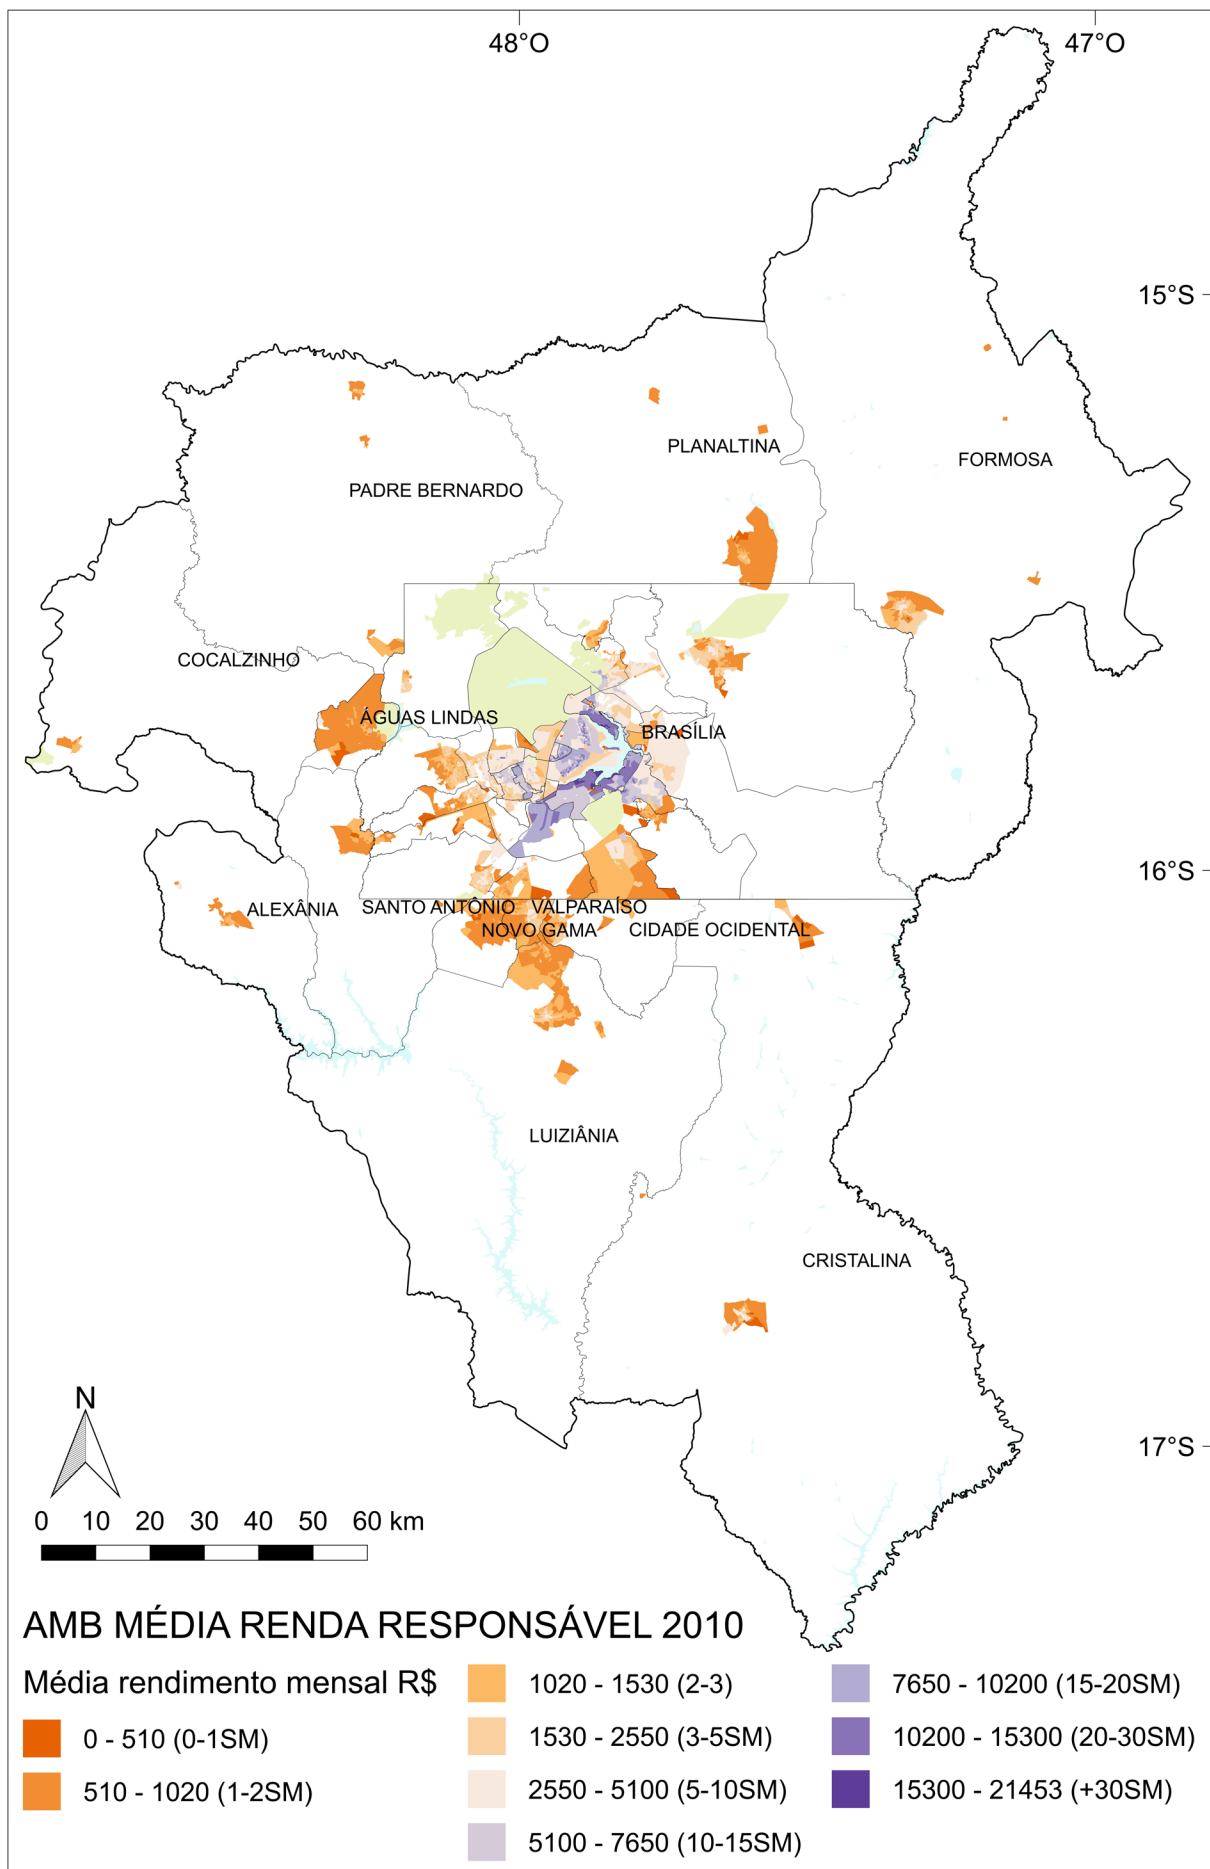 48°O
47°O
15°S
PLANALTINA
FORMOSA
PADRE BERNARDO
COCALZINHO
ÁGUAS LINDAS
BRASÍLIA
16°S
ALEXÂNIA
SANTO ANTÔNIO
VALPARAÍSO
NOVO GAMA
CIDADE OCIDENTAL
LUIZIÂNIA
CRISTALINA
N
17°S
0 10 20 30 40 50 60 km
AMB MÉDIA RENDA RESPONSÁVEL 2010
Média rendimento mensal R$
0 - 510 (0-1SM)
510 - 1020 (1-2SM)
1020 - 1530 (2-3)
1530 - 2550 (3-5SM)
2550 - 5100 (5-10SM)
5100 - 7650 (10-15SM)
7650 - 10200 (15-20SM)
10200 - 15300 (20-30SM)
15300 - 21453 (+30SM)